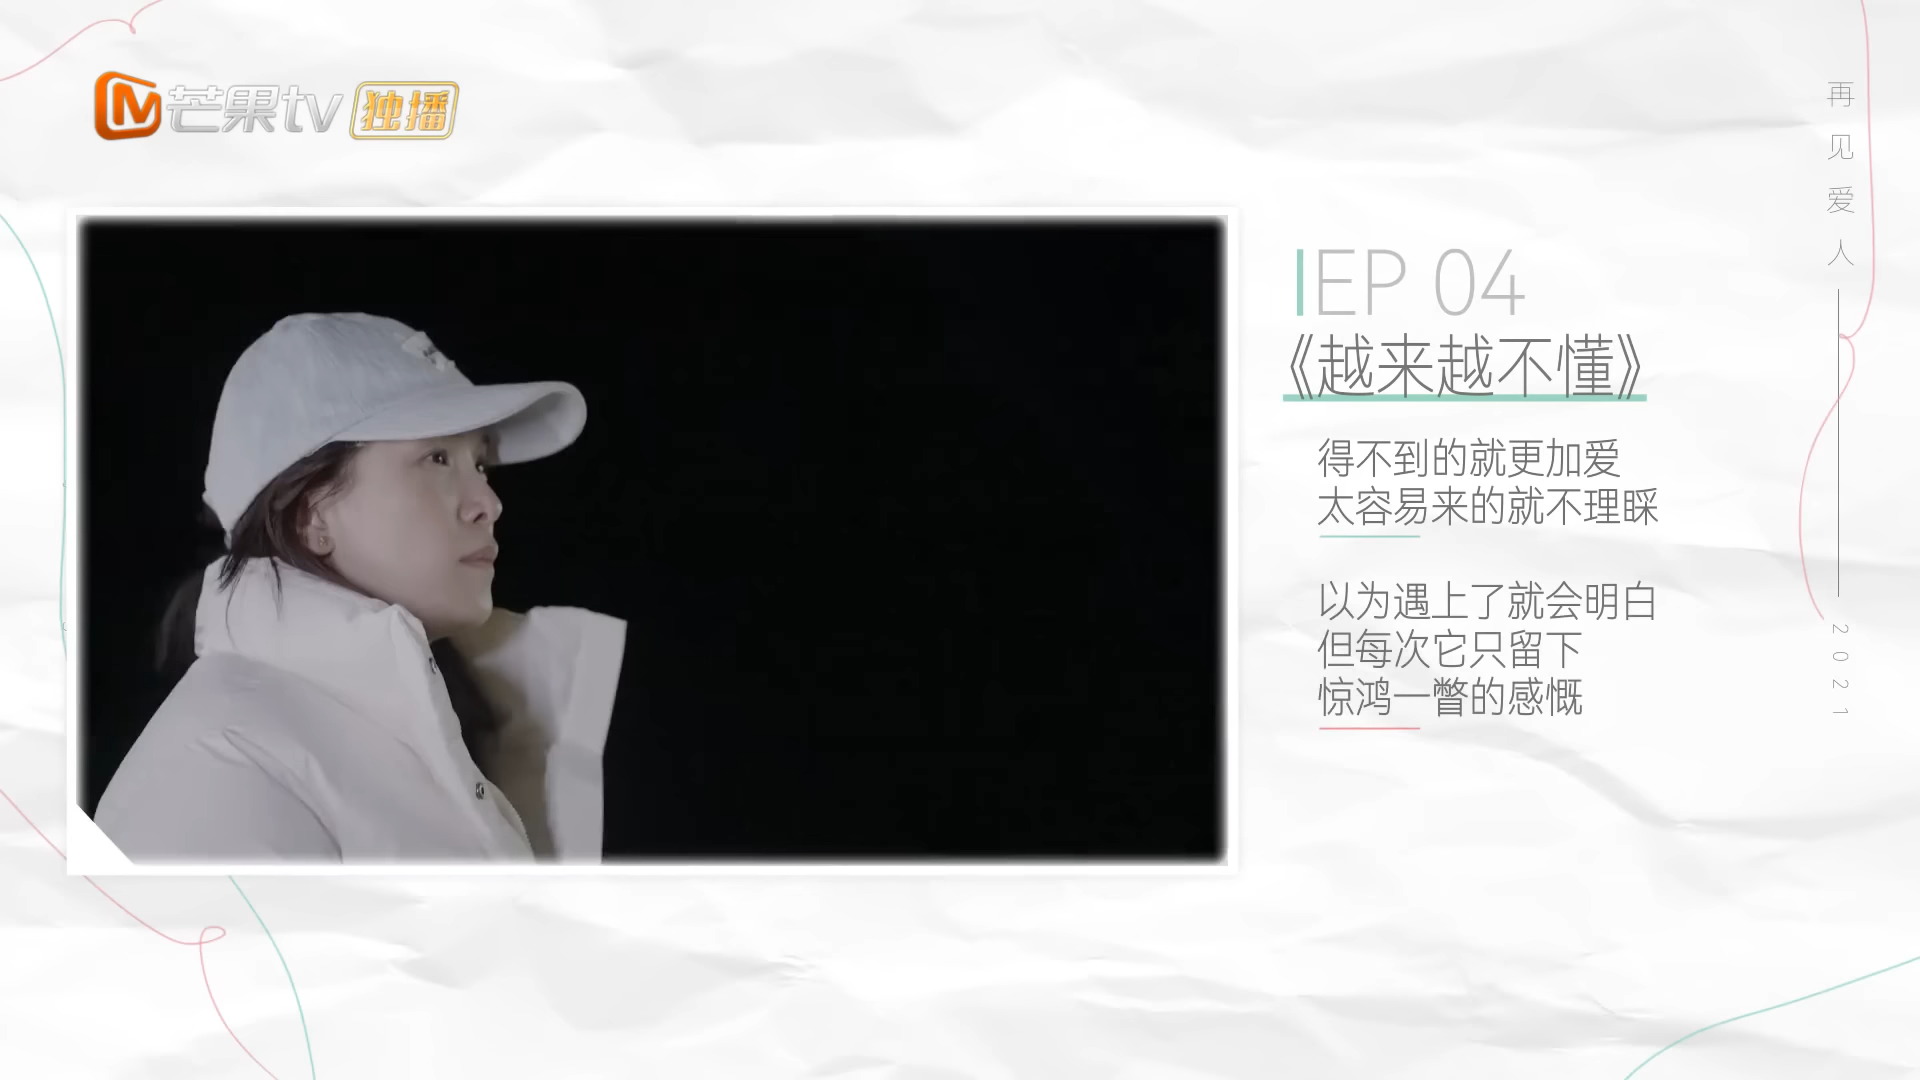 芒果tv 独播
再见爱人
2021
EP 04
《越来越不懂》
得不到的就更加爱
太容易来的就不理睬
以为遇上了就会明白
但每次它只留下
惊鸿一瞥的感慨